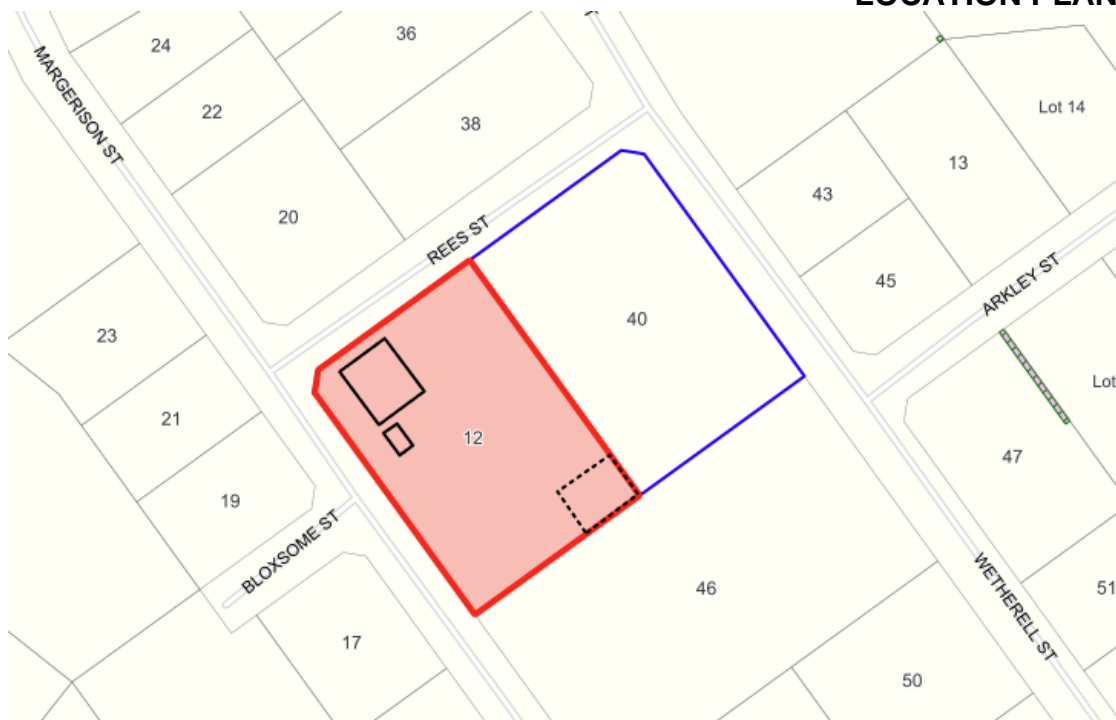 LOCATION PLAN
24
36
MARGERISON ST
22
38
Lot 14
13
43
20
REES ST
45
ARKLEY ST
40
23
Lot
21
12
47
19
BLOXSOME ST
WETHERELL ST
46
51
17
50